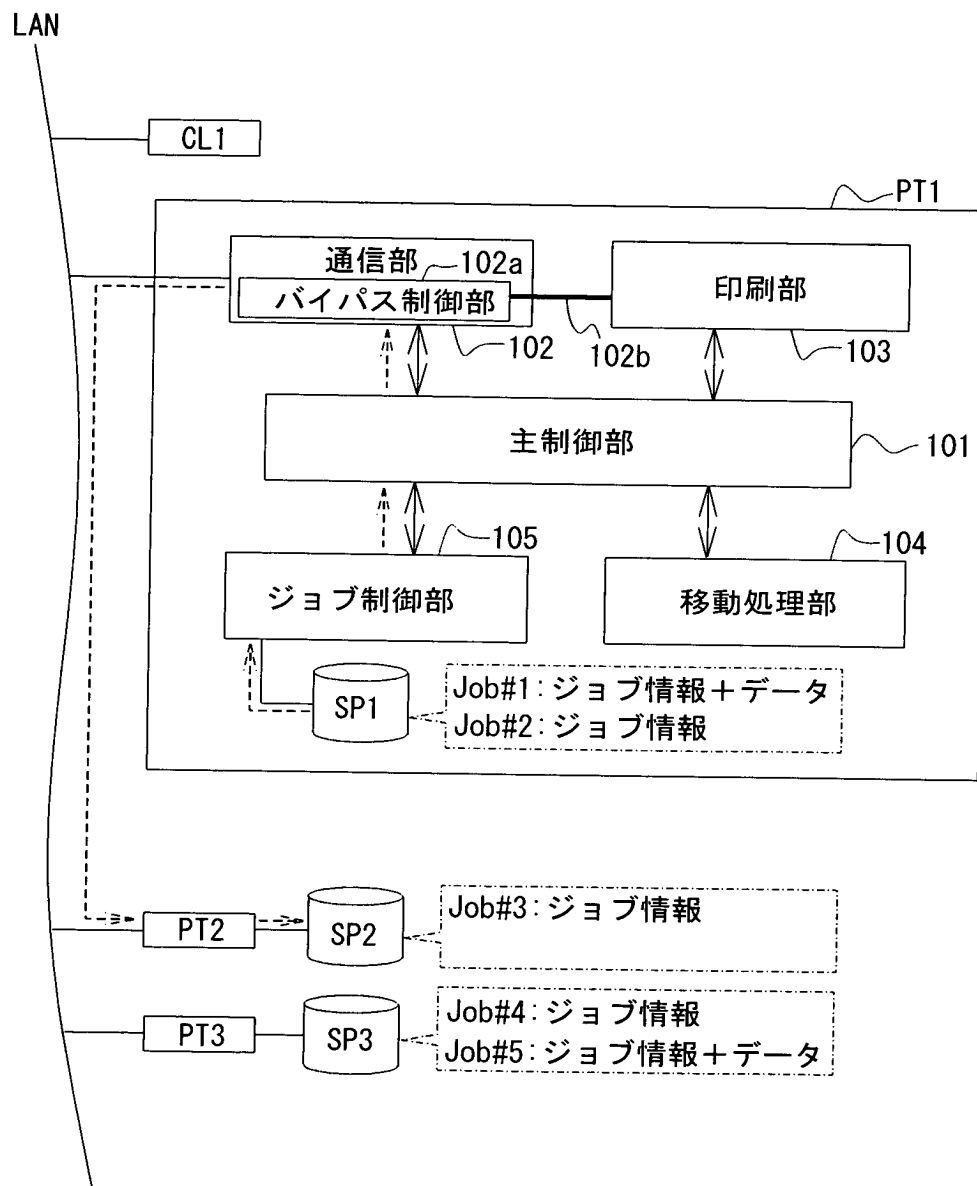 LAN
CL1
PT1
通信部
102a
バイパス制御部
102
102b
印刷部
103
主制御部
101
105
ジョブ制御部
104
移動処理部
SP1
Job#1:ジョブ情報+データ
Job#2:ジョブ情報
PT2
SP2
Job#3:ジョブ情報
PT3
SP3
Job#4:ジョブ情報
Job#5:ジョブ情報+データ